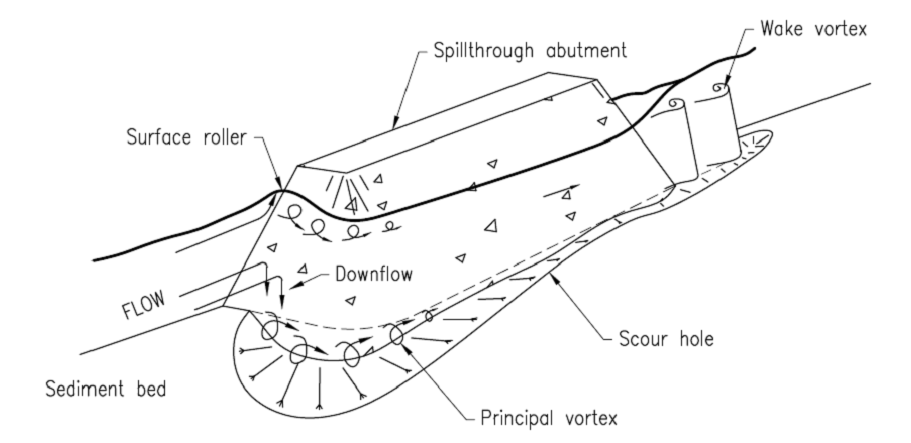 Wake vortex
Spillthrough abutment
Surface roller
Downflow
FLOW
Scour hole
Sediment bed
Principal vortex